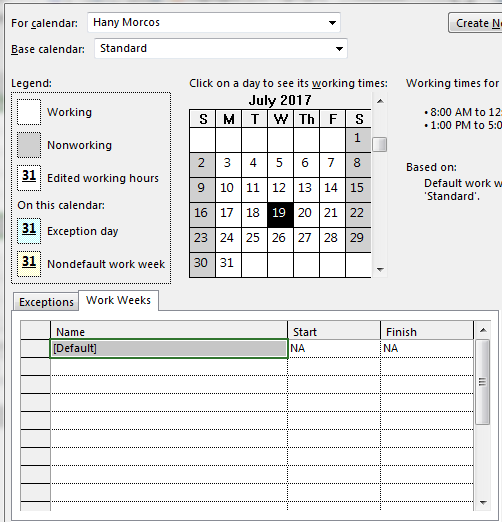 For calendar: Hany Morcos Create N
Base calendar: Standard
Legend: Click on a day to see its working times: Working times for
Working
Nonworking
31 Edited working hours
On this calendar:
31 Exception day
31 Nondefault work week
July 2017
S M T W Th F S
1
2 3 4 5 6 7 8
9 10 11 12 13 14 15
16 17 18 19 20 21 22
23 24 25 26 27 28 29
30 31
• 8:00 AM to 12:
• 1:00 PM to 5:0
Based on:
Default work w
'Standard'.
Exceptions Work Weeks
Name Start Finish
[Default] NA NA